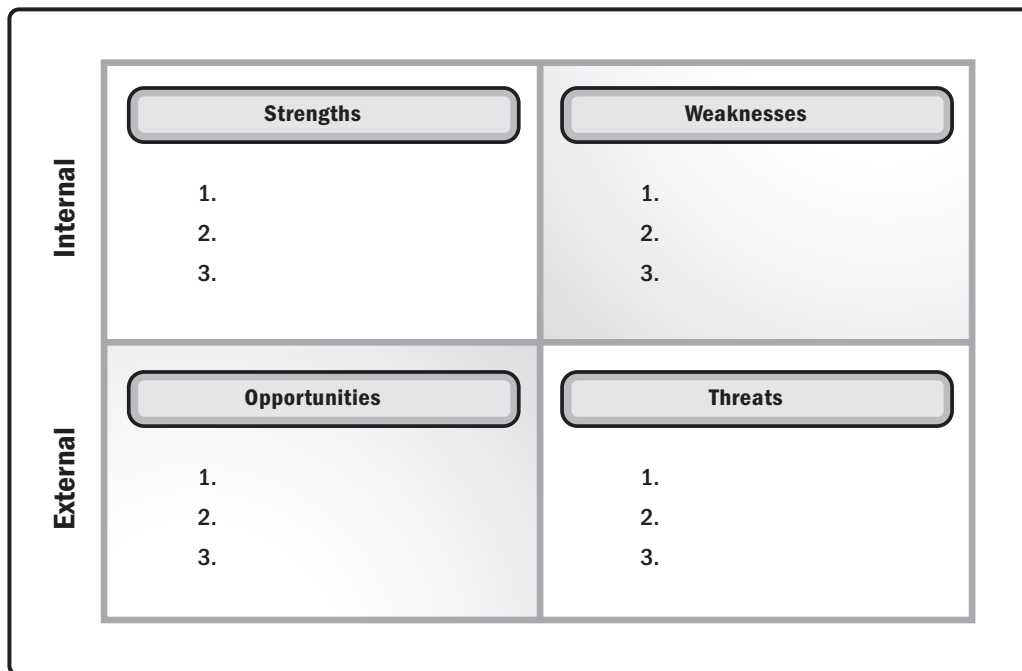 Internal
Strengths
1.
2.
3.
Weaknesses
1.
2.
3.
External
Opportunities
1.
2.
3.
Threats
1.
2.
3.